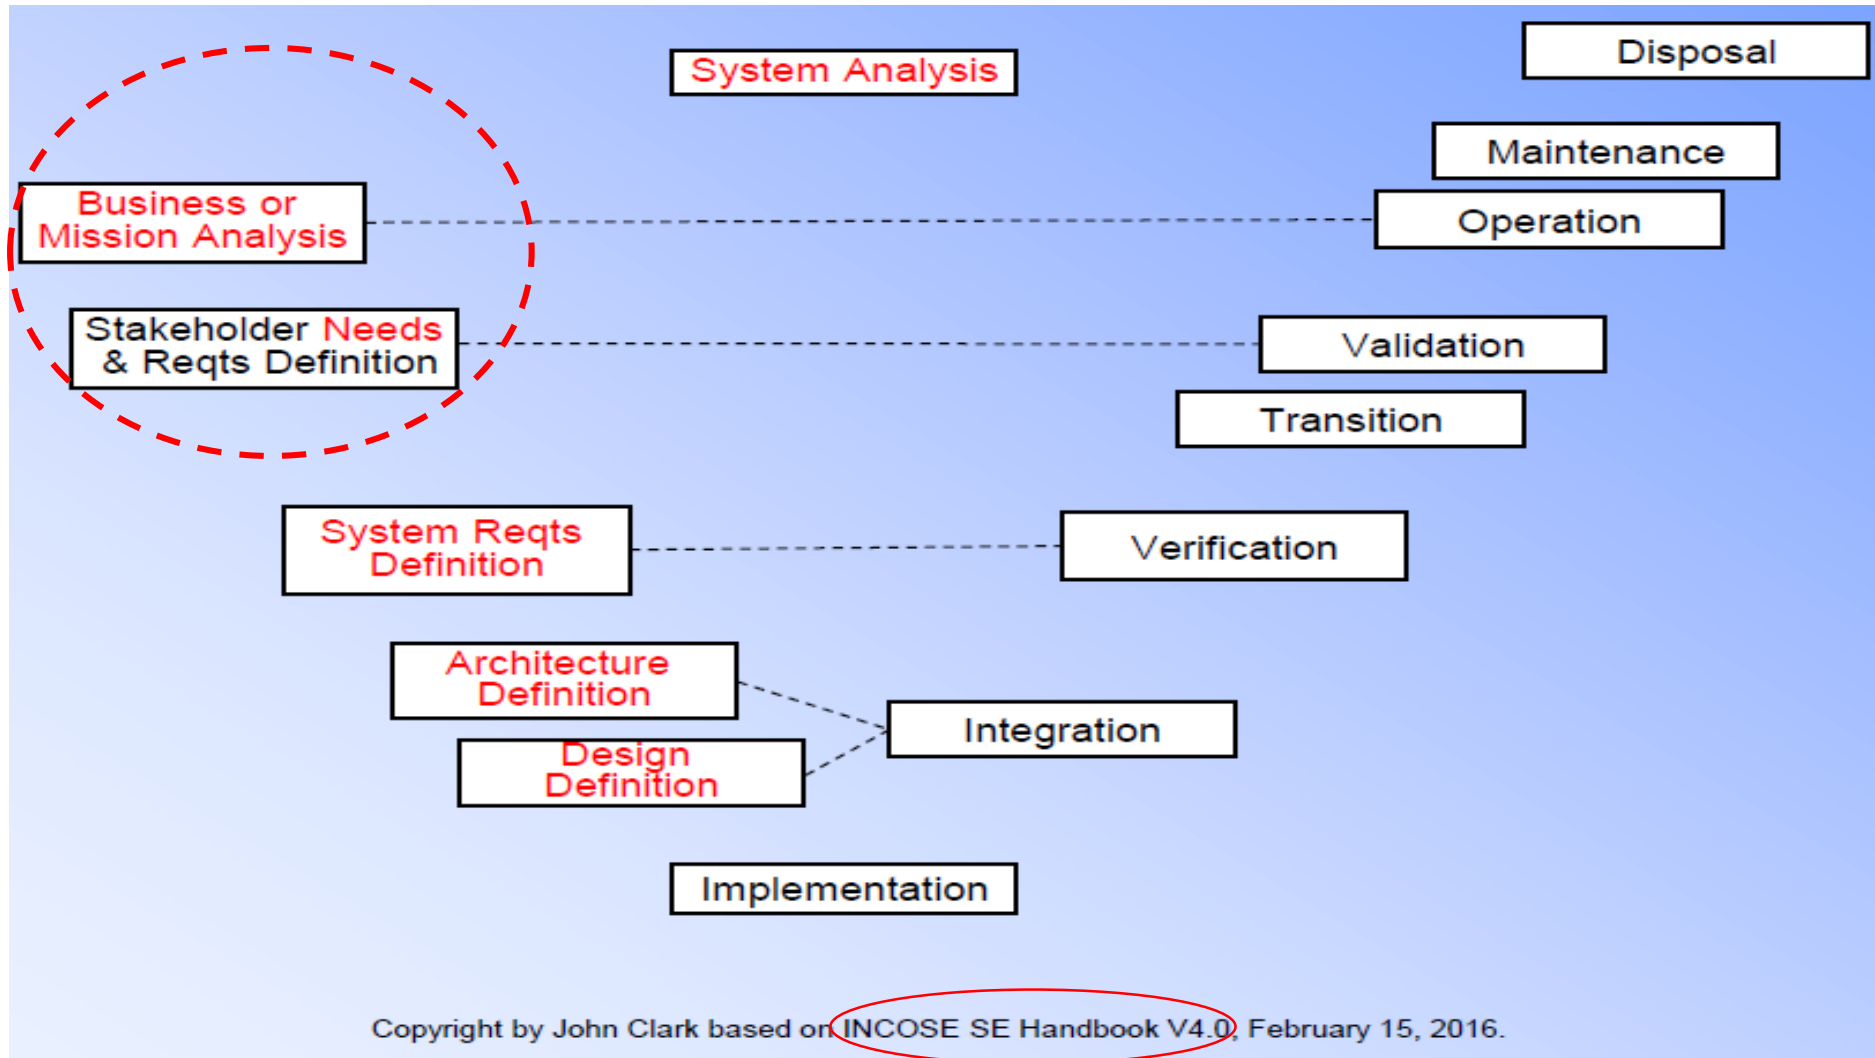 System Analysis
Disposal
Maintenance
Business or
Mission Analysis
Operation
Stakeholder Needs
& Reqts Definition
Validation
Transition
System Reqts
Definition
Verification
Architecture
Definition
Integration
Design
Definition
Implementation
Copyright by John Clark based on INCOSE SE Handbook V4.0, February 15, 2016.